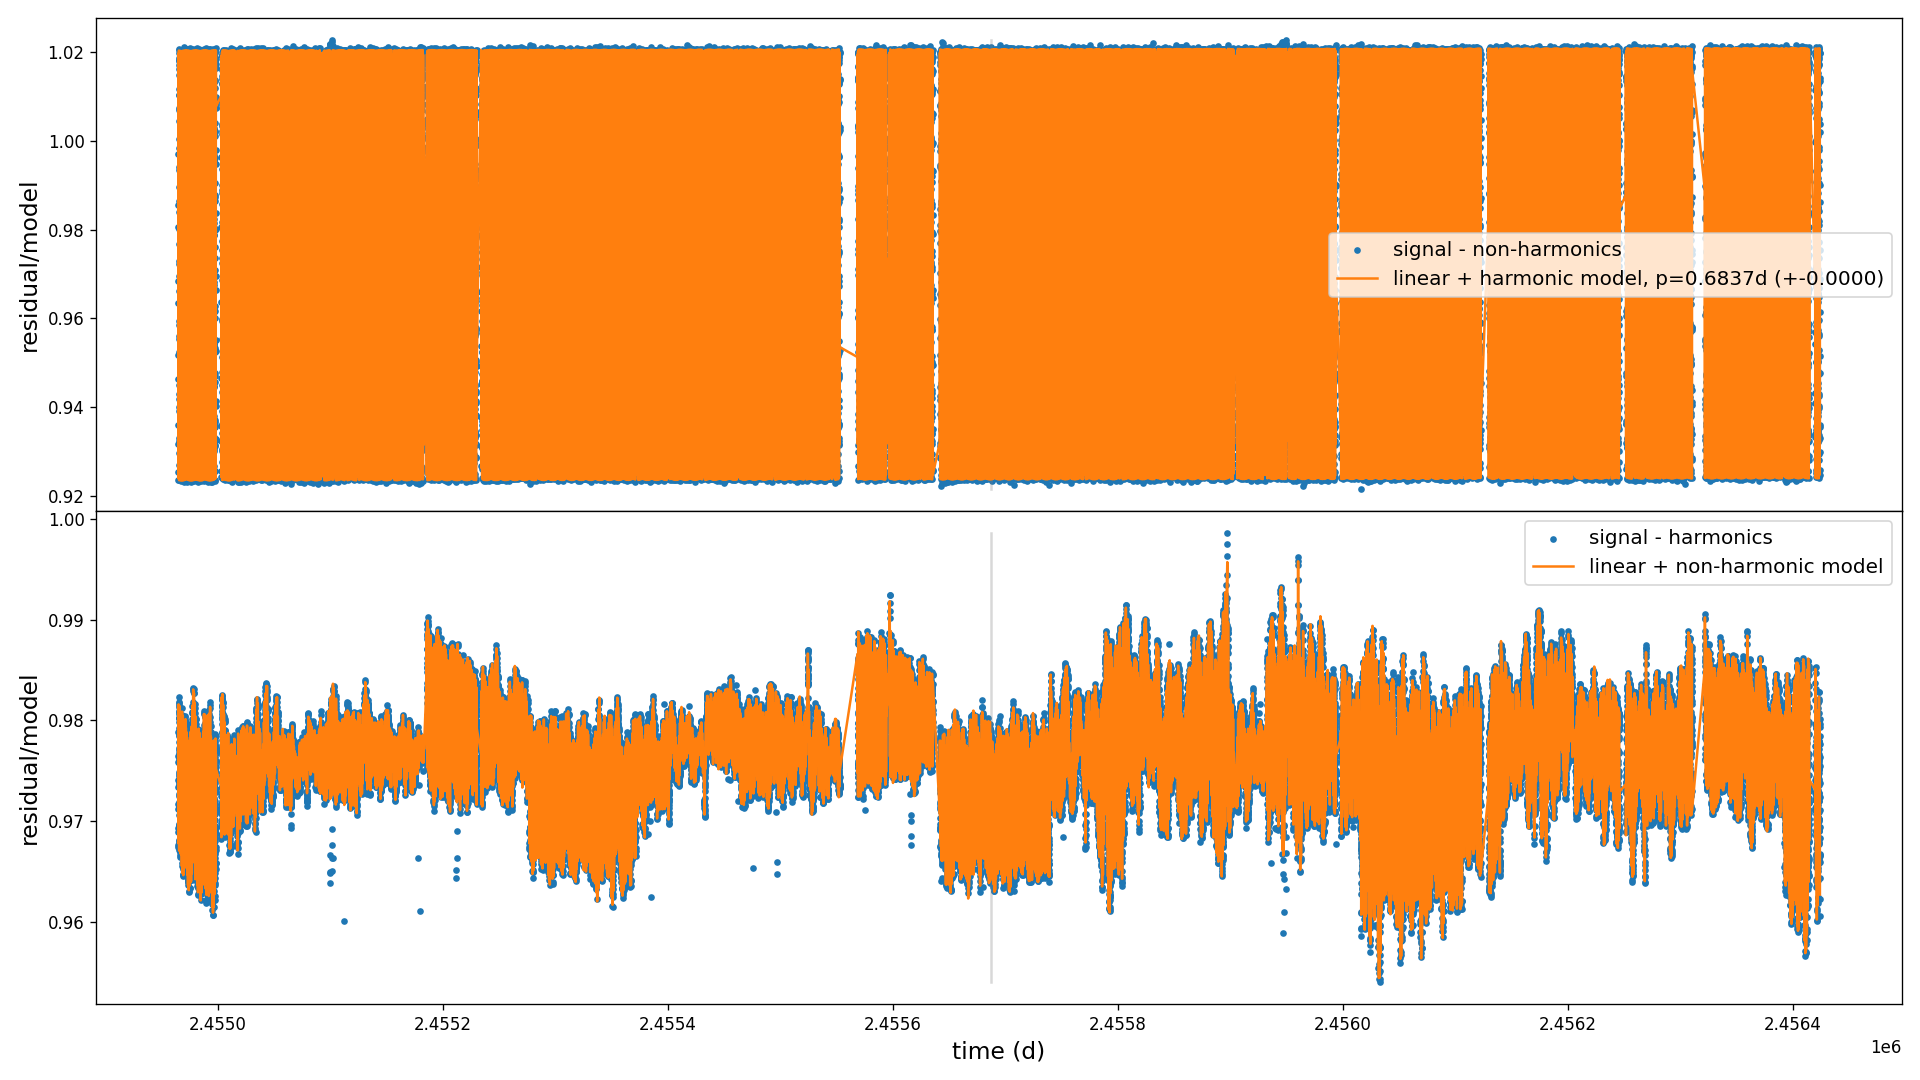 1.02
1.00
0.98
0.96
0.94
0.92
residual/model
signal - non-harmonics
linear + harmonic model, p=0.6837d (+-0.0000)
1.00
0.99
0.98
0.97
0.96
residual/model
signal - harmonics
linear + non-harmonic model
2.4550 2.4552 2.4554 2.4556 2.4558 2.4560 2.4562 2.4564
time (d)
1e6